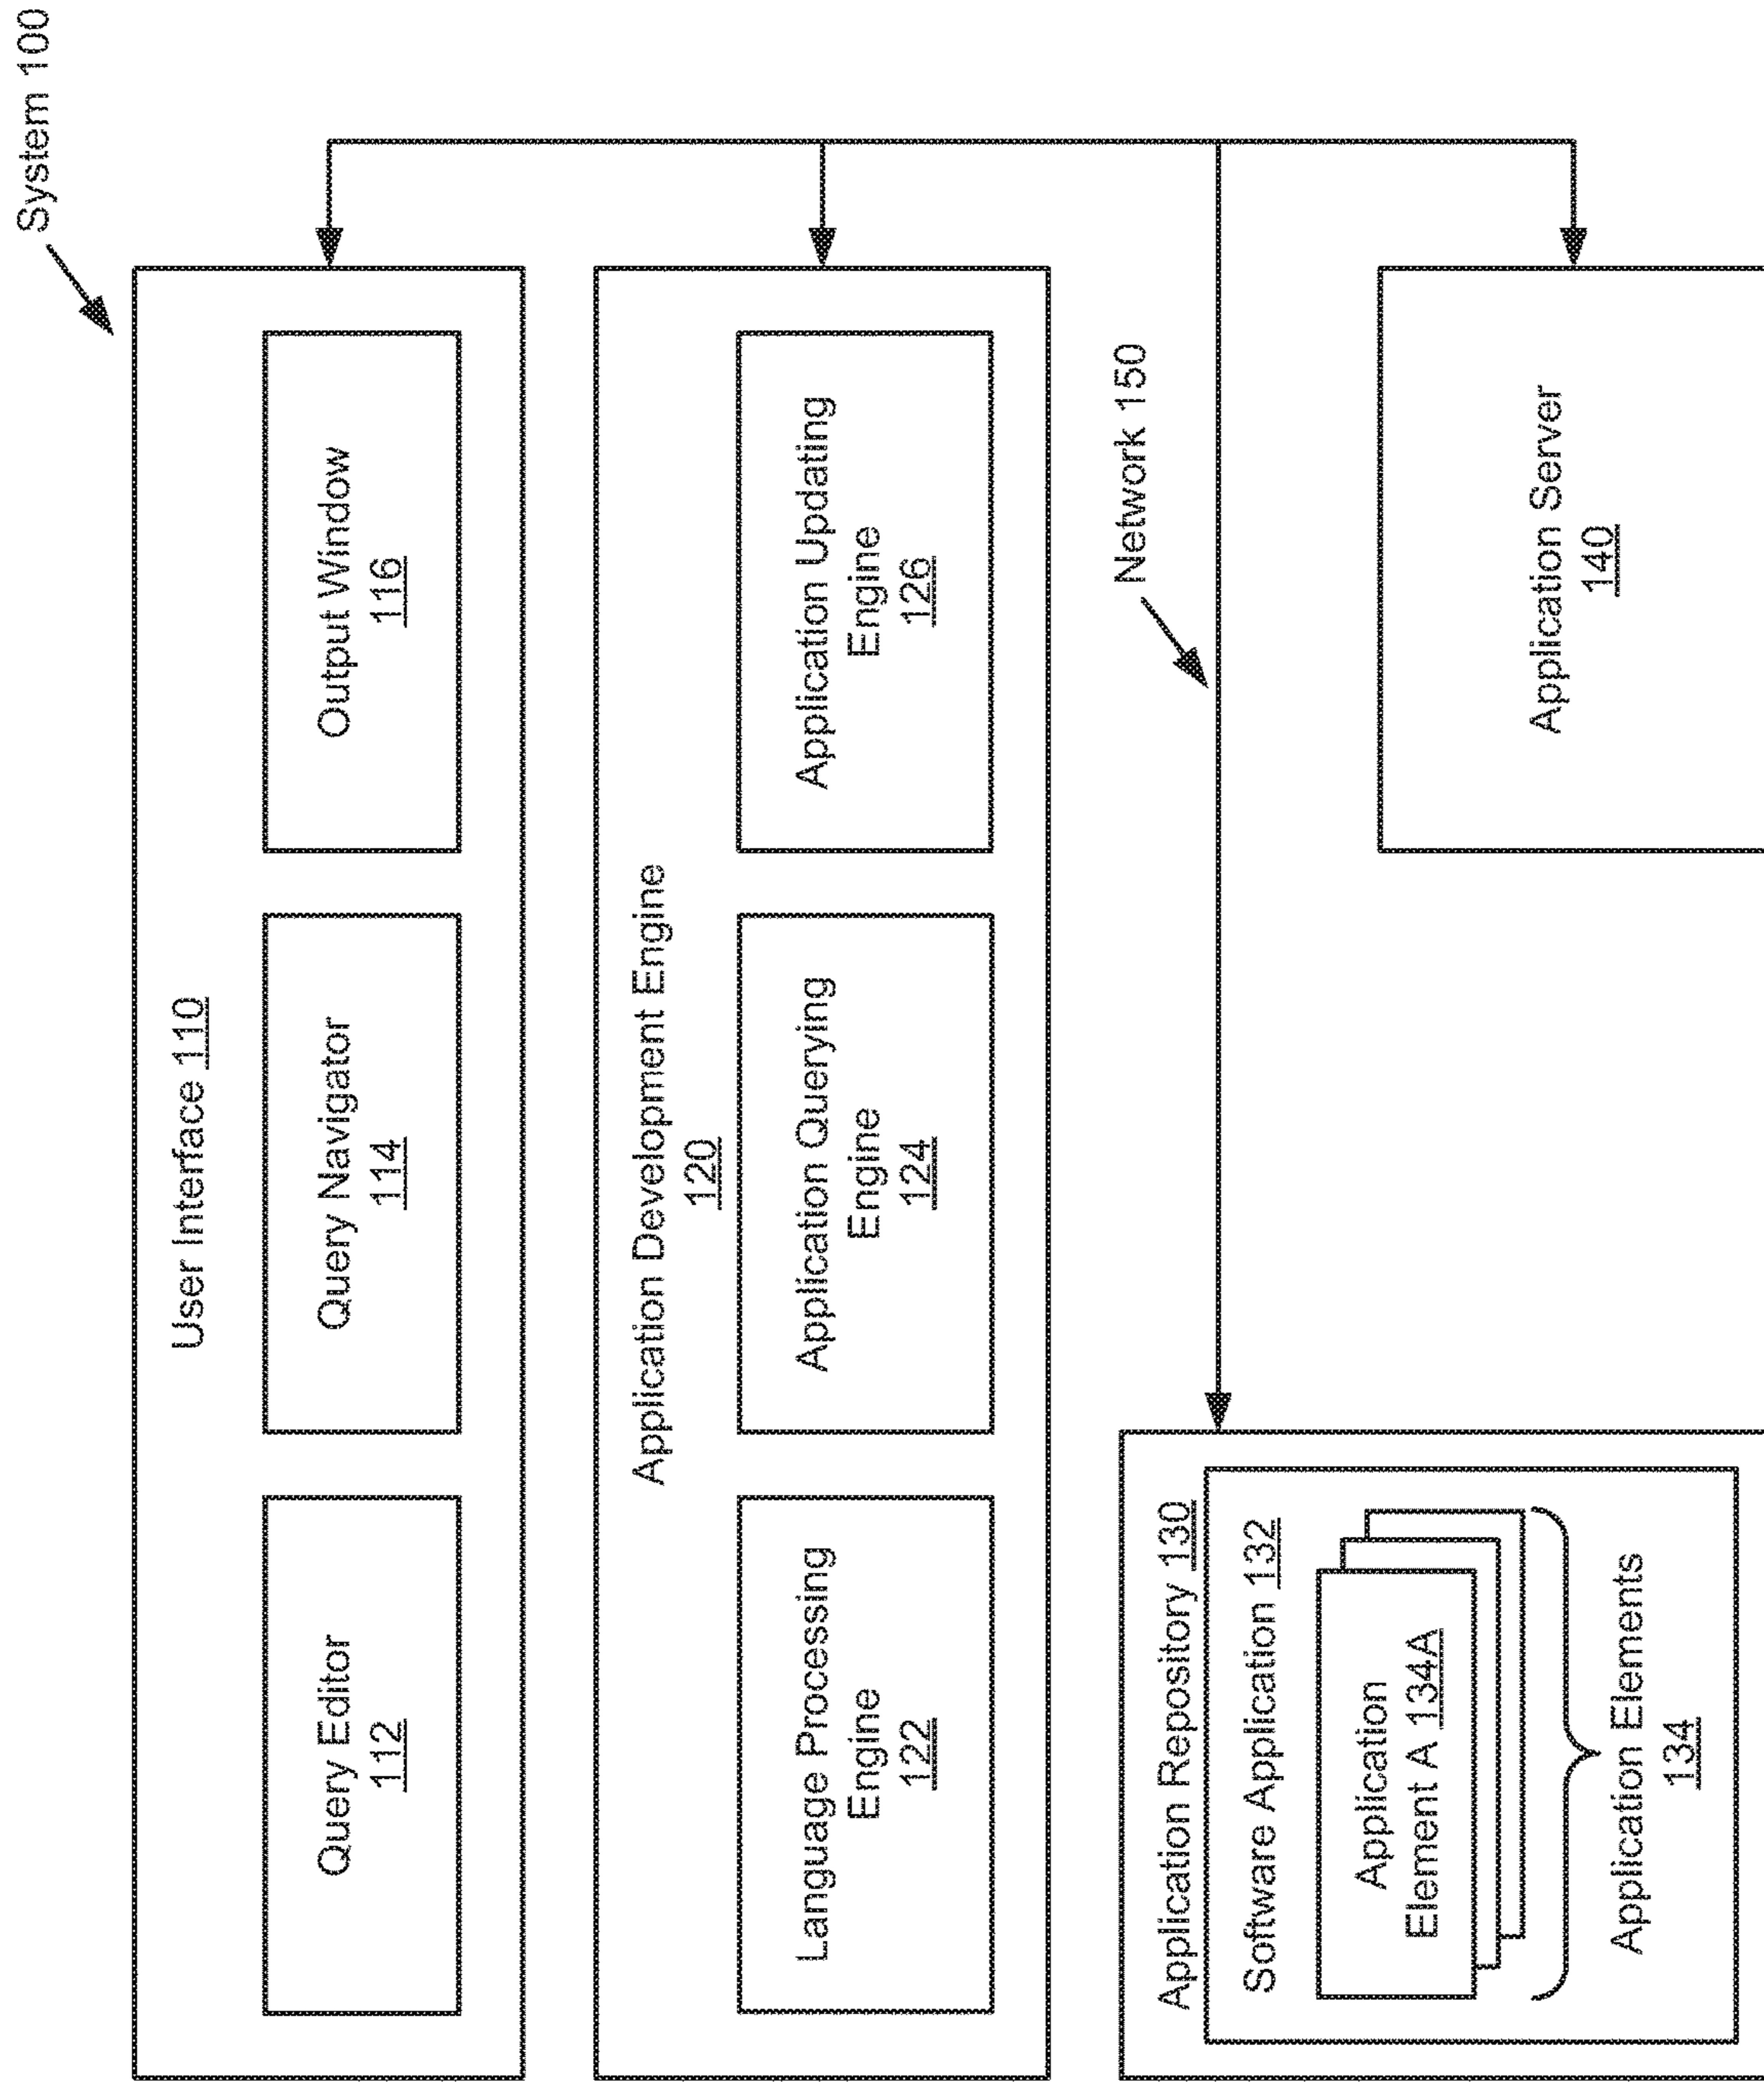 System 100
User Interface 110
Query Editor
112
Query Navigator
114
Output Window
116
Application Development Engine
120
Language Processing
Engine
122
Application Querying
Engine
124
Application Updating
Engine
126
Network 150
Application Repository 130
Software Application 132
Application
Element A 134A
Application Elements
134
Application Server
140